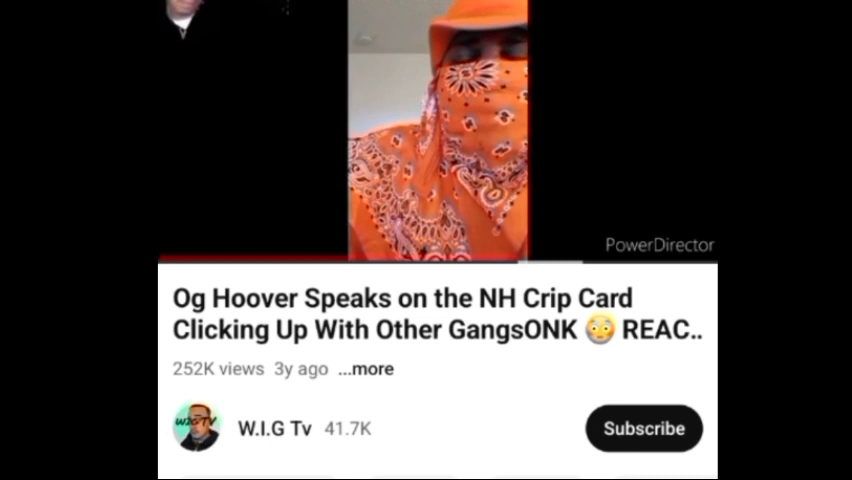 PowerDirector
Og Hoover Speaks on the NH Crip Card
Clicking Up With Other GangsONK 😳 REAC..
252K views 3y ago ...more
WIGTV
W.I.G Tv 41.7K
Subscribe